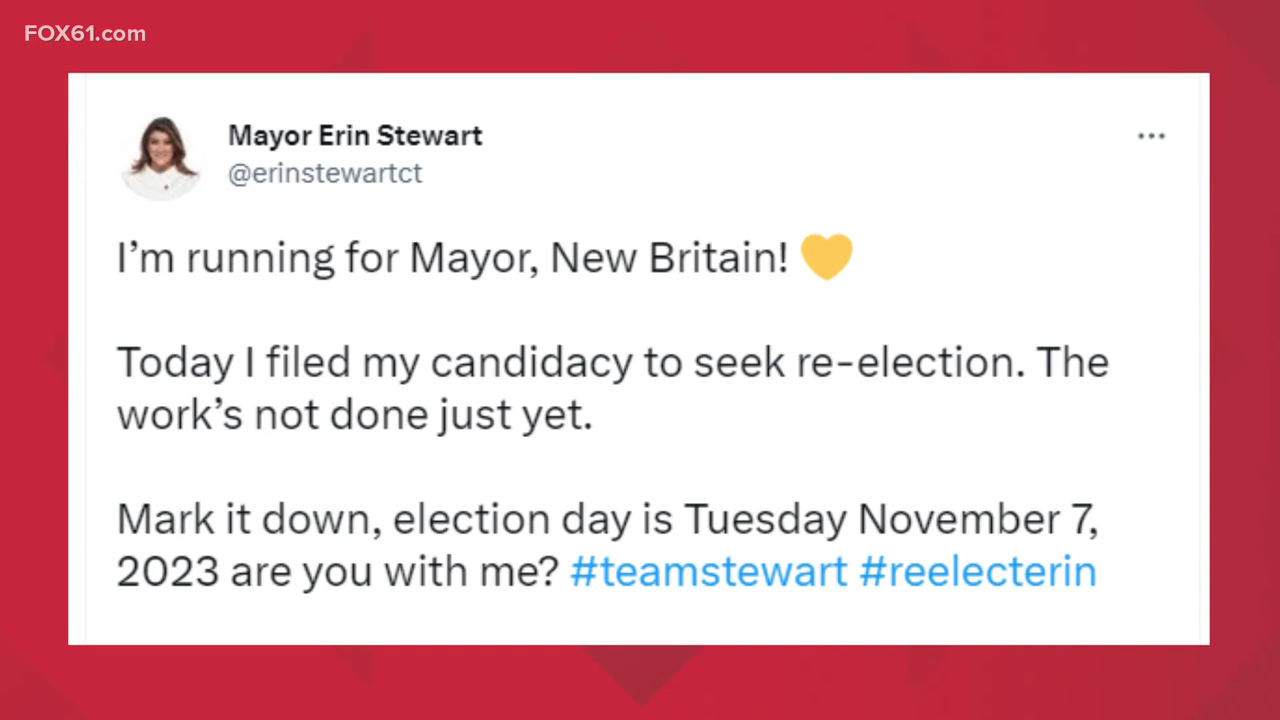 FOX61.com
Mayor Erin Stewart
@erinstewartct
I’m running for Mayor, New Britain! 💛
Today I filed my candidacy to seek re-election. The
work’s not done just yet.
Mark it down, election day is Tuesday November 7,
2023 are you with me? #teamstewart #reelecterin